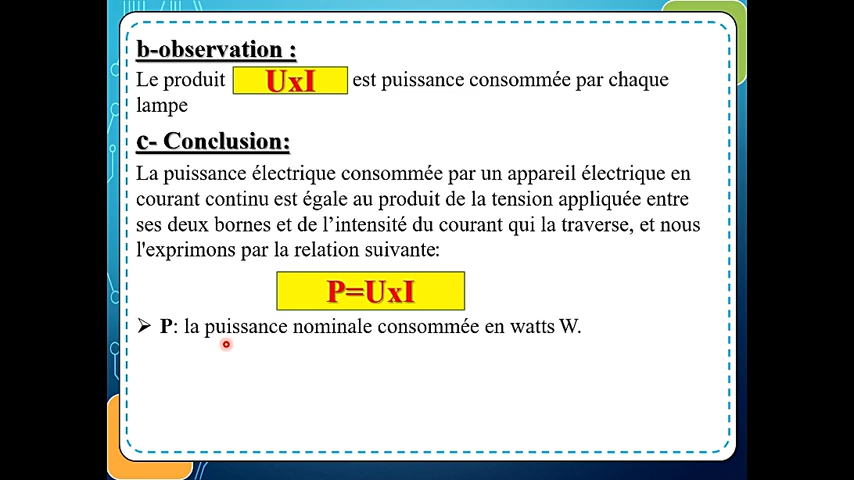 b-observation :
Le produit UxI est puissance consommée par chaque
lampe
c- Conclusion:
La puissance électrique consommée par un appareil électrique en
courant continu est égale au produit de la tension appliquée entre
ses deux bornes et de l’intensité du courant qui la traverse, et nous
l'exprimons par la relation suivante:
P=UxI
➢ P: la puissance nominale consommée en watts W.